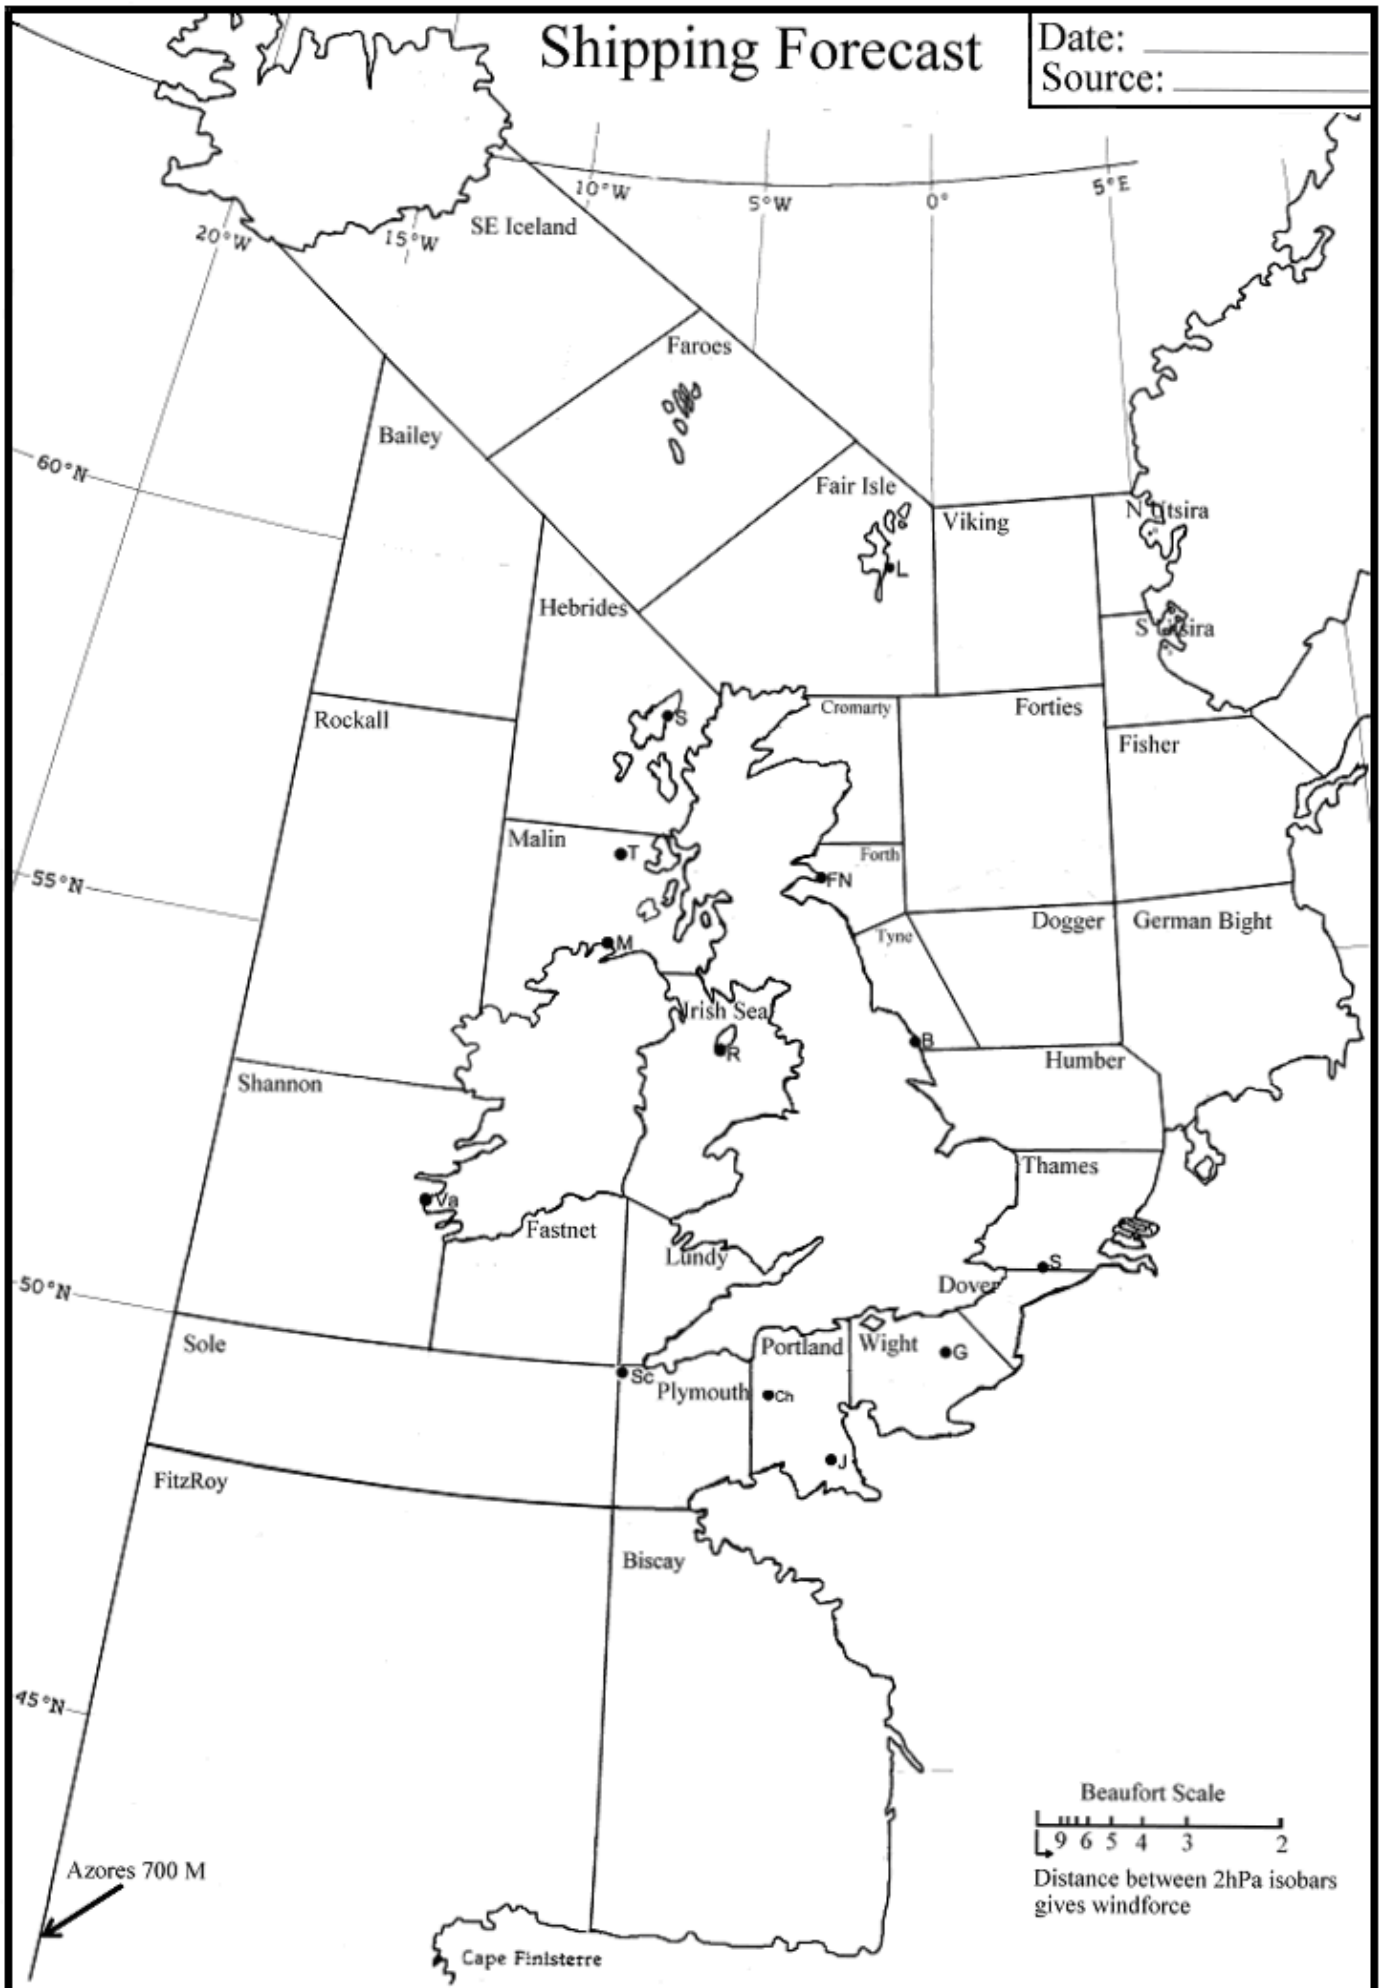 Shipping Forecast
Date:
Source:
10°W
5°W
0°
5°E
20°W
15°W
SE Iceland
Faroes
Bailey
60°N
Fair Isle
Viking
N Utsira
L
Hebrides
S Utsira
Rockall
S
Cromarty
Forties
Fisher
Malin
T
Forth
FN
55°N
Dogger
German Bight
Tyne
M
Irish Sea
R
B
Humber
Shannon
Thames
Va
Fastnet
Lundy
S
Dover
50°N
Sole
Portland
Wight
G
Sc
Plymouth
Ch
J
FitzRoy
Biscay
45°N
Beaufort Scale
9 6 5 4 3 2
Distance between 2hPa isobars
gives windforce
Azores 700 M
Cape Finisterre